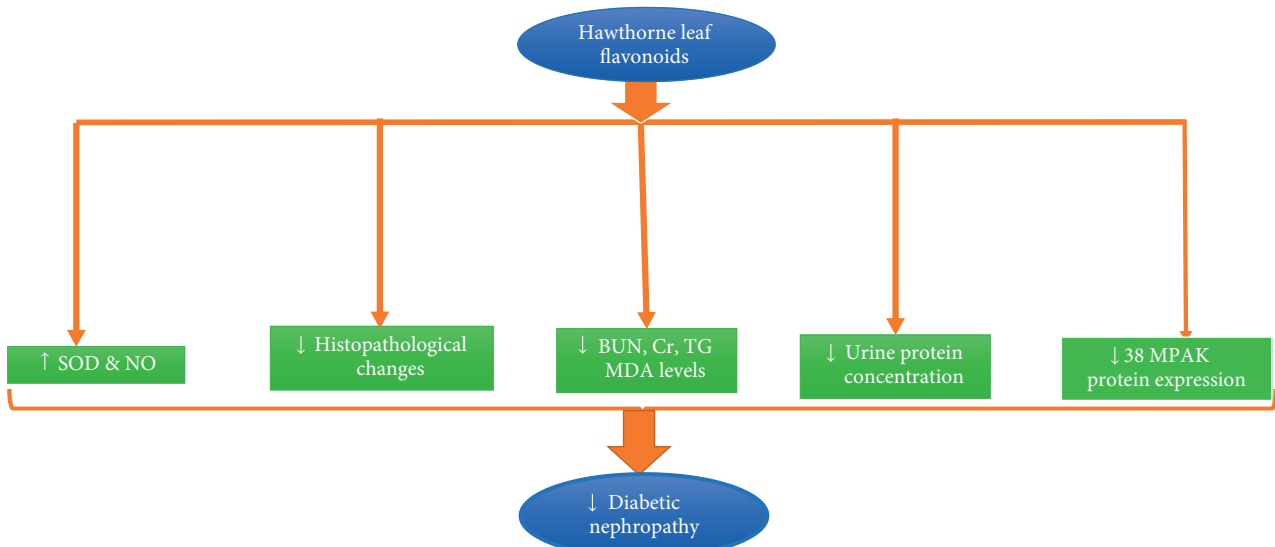 Hawthorne leaf
flavonoids
↑ SOD & NO
↓ Histopathological
changes
↓ BUN, Cr, TG
MDA levels
↓ Urine protein
concentration
↓ 38 MPAK
protein expression
↓ Diabetic
nephropathy